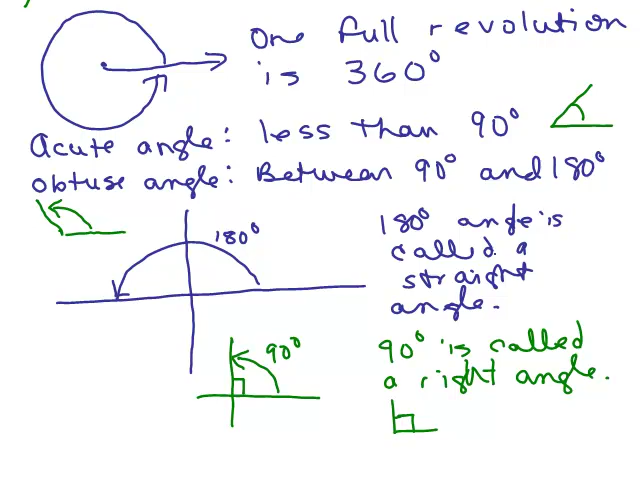 One full revolution
is 360°
Acute angle: less than 90°
Obtuse angle: Between 90° and 180°
180°
180° angle is
called a
straight
angle.
90°
90° is called
a right angle.